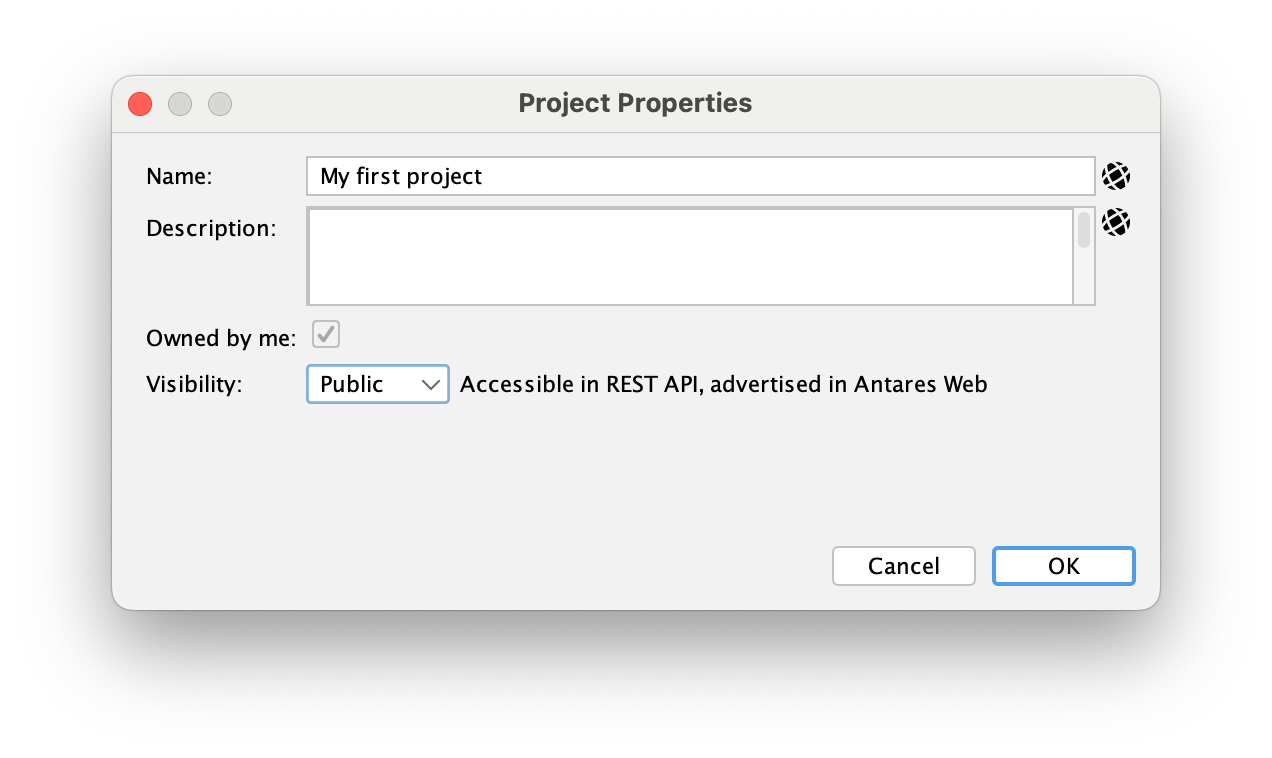 Project Properties
Name: My first project
Description:
Owned by me:
Visibility: Public Accessible in REST API, advertised in Antares Web
Cancel OK